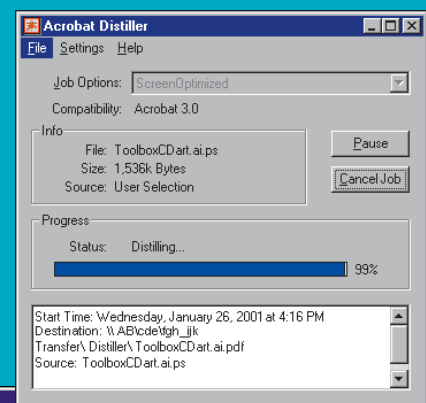 Acrobat Distiller
File Settings Help
Job Options: ScreenOptimized
Compatibility: Acrobat 3.0
Info
File: ToolboxCDart.ai.ps
Size: 1,536k Bytes
Source: User Selection
Pause
Cancel Job
Progress
Status: Distilling...
99%
Start Time: Wednesday, January 26, 2001 at 4:16 PM
Destination: \\ AB\cde\fgh_ijk
Transfer\ Distiller\ ToolboxCDart.ai.pdf
Source: ToolboxCDart.ai.ps